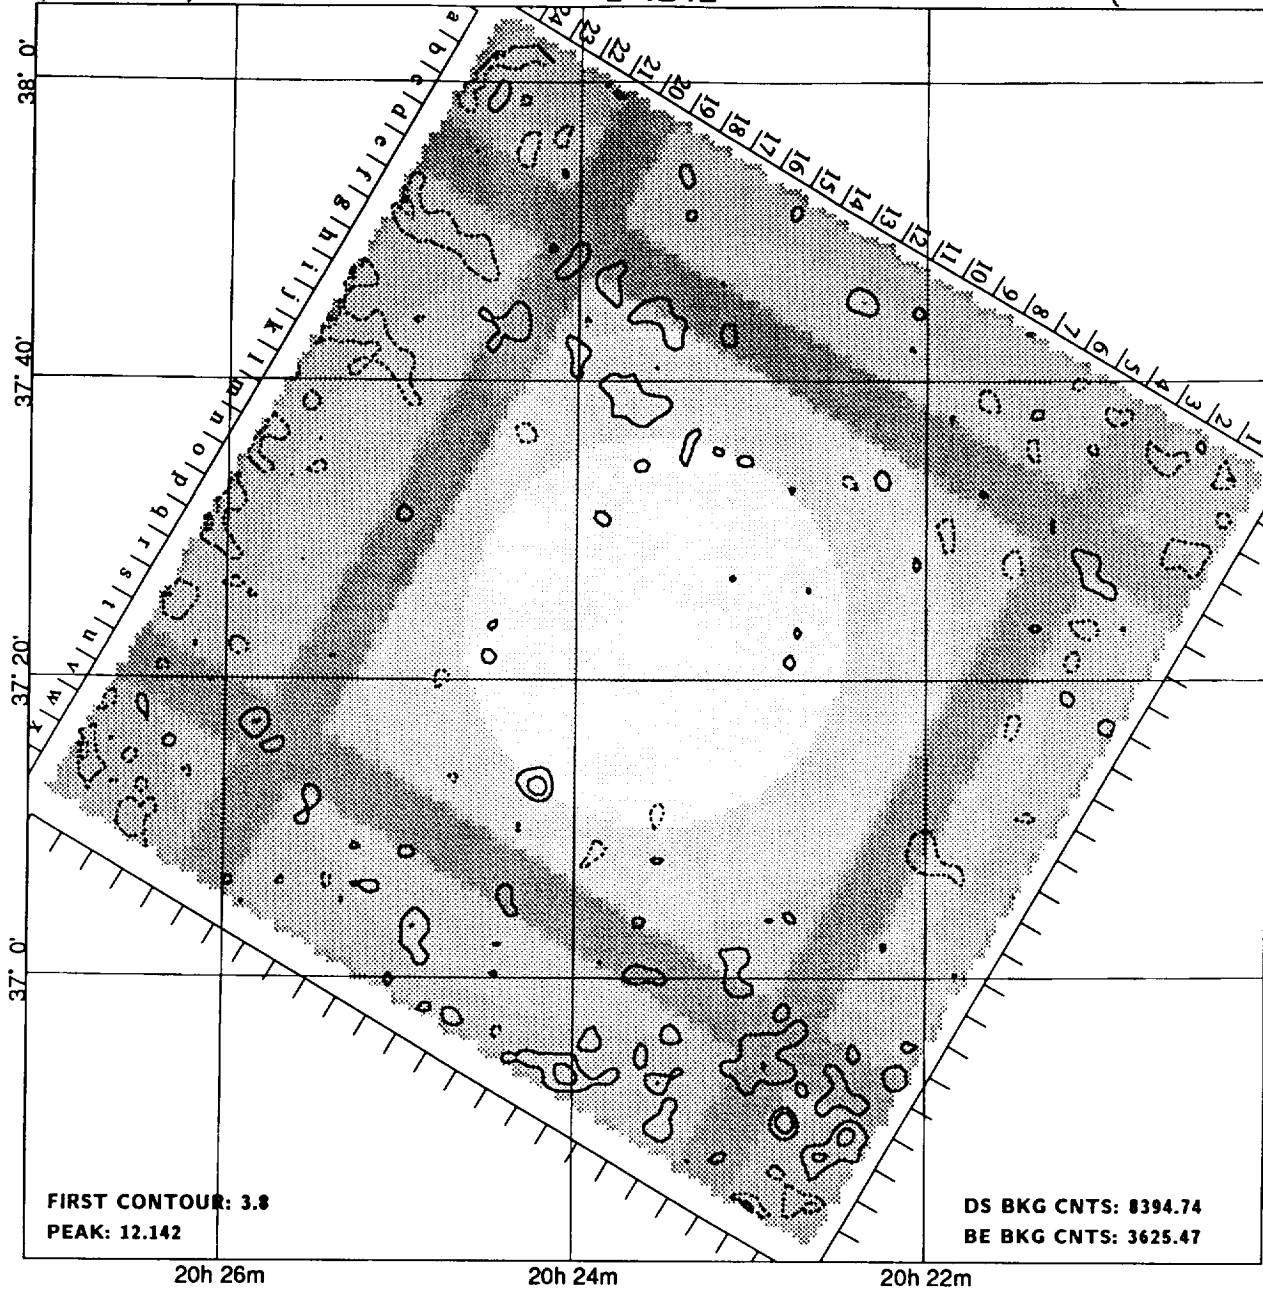 38° 0'
37° 40'
37° 20'
37° 0'
a b c d e f g h i j k l m n o p q r s t u v w x
24 23 22 21 20 19 18 17 16 15 14 13 12 11 10 9 8 7 6 5 4 3 2 1
FIRST CONTOUR: 3.8
PEAK: 12.142
DS BKG CNTS: 8394.74
BE BKG CNTS: 3625.47
20h 26m
20h 24m
20h 22m